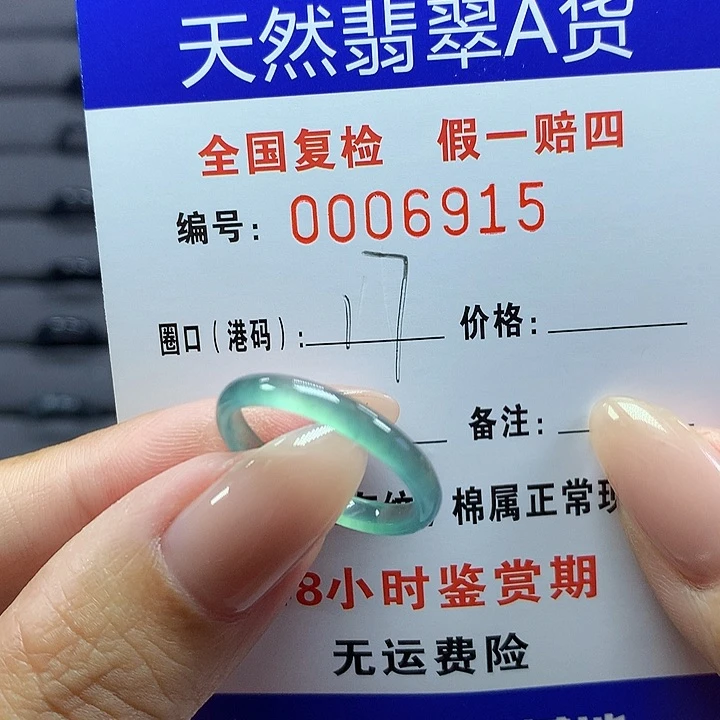 天然翡翠A货
全国复检 假一赔四
编号: 0006915
圈口(港码): 17 价格:
备注:
棉属正常现
8小时鉴赏期
无运费险